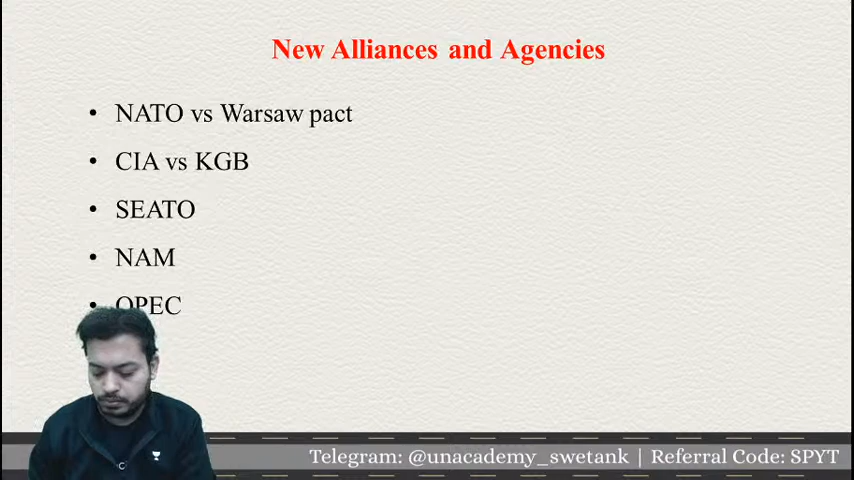 New Alliances and Agencies
• NATO vs Warsaw pact
• CIA vs KGB
• SEATO
• NAM
• OPEC
Telegram: @unacademy_swetank | Referral Code: SPYT